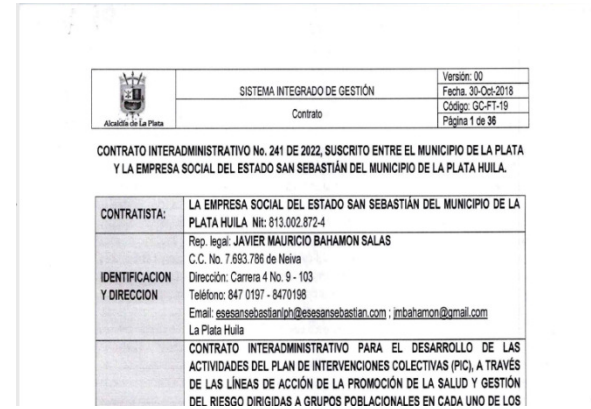 Alcaldía de La Plata
SISTEMA INTEGRADO DE GESTIÓN
Contrato
Versión: 00
Fecha. 30-Oct-2018
Código: GC-FT-19
Página 1 de 36
CONTRATO INTERADMINISTRATIVO No. 241 DE 2022, SUSCRITO ENTRE EL MUNICIPIO DE LA PLATA
Y LA EMPRESA SOCIAL DEL ESTADO SAN SEBASTIÁN DEL MUNICIPIO DE LA PLATA HUILA.
CONTRATISTA:
LA EMPRESA SOCIAL DEL ESTADO SAN SEBASTIÁN DEL MUNICIPIO DE LA
PLATA HUILA Nit: 813.002.872-4
IDENTIFICACION
Y DIRECCION
Rep. legal: JAVIER MAURICIO BAHAMON SALAS
C.C. No. 7.693.786 de Neiva
Dirección: Carrera 4 No. 9 - 103
Teléfono: 847 0197 - 8470198
Email: esesansebastianlph@esesansebastian.com ; jmbahamon@gmail.com
La Plata Huila
CONTRATO INTERADMINISTRATIVO PARA EL DESARROLLO DE LAS
ACTIVIDADES DEL PLAN DE INTERVENCIONES COLECTIVAS (PIC), A TRAVÉS
DE LAS LÍNEAS DE ACCIÓN DE LA PROMOCIÓN DE LA SALUD Y GESTIÓN
DEL RIESGO DIRIGIDAS A GRUPOS POBLACIONALES EN CADA UNO DE LOS